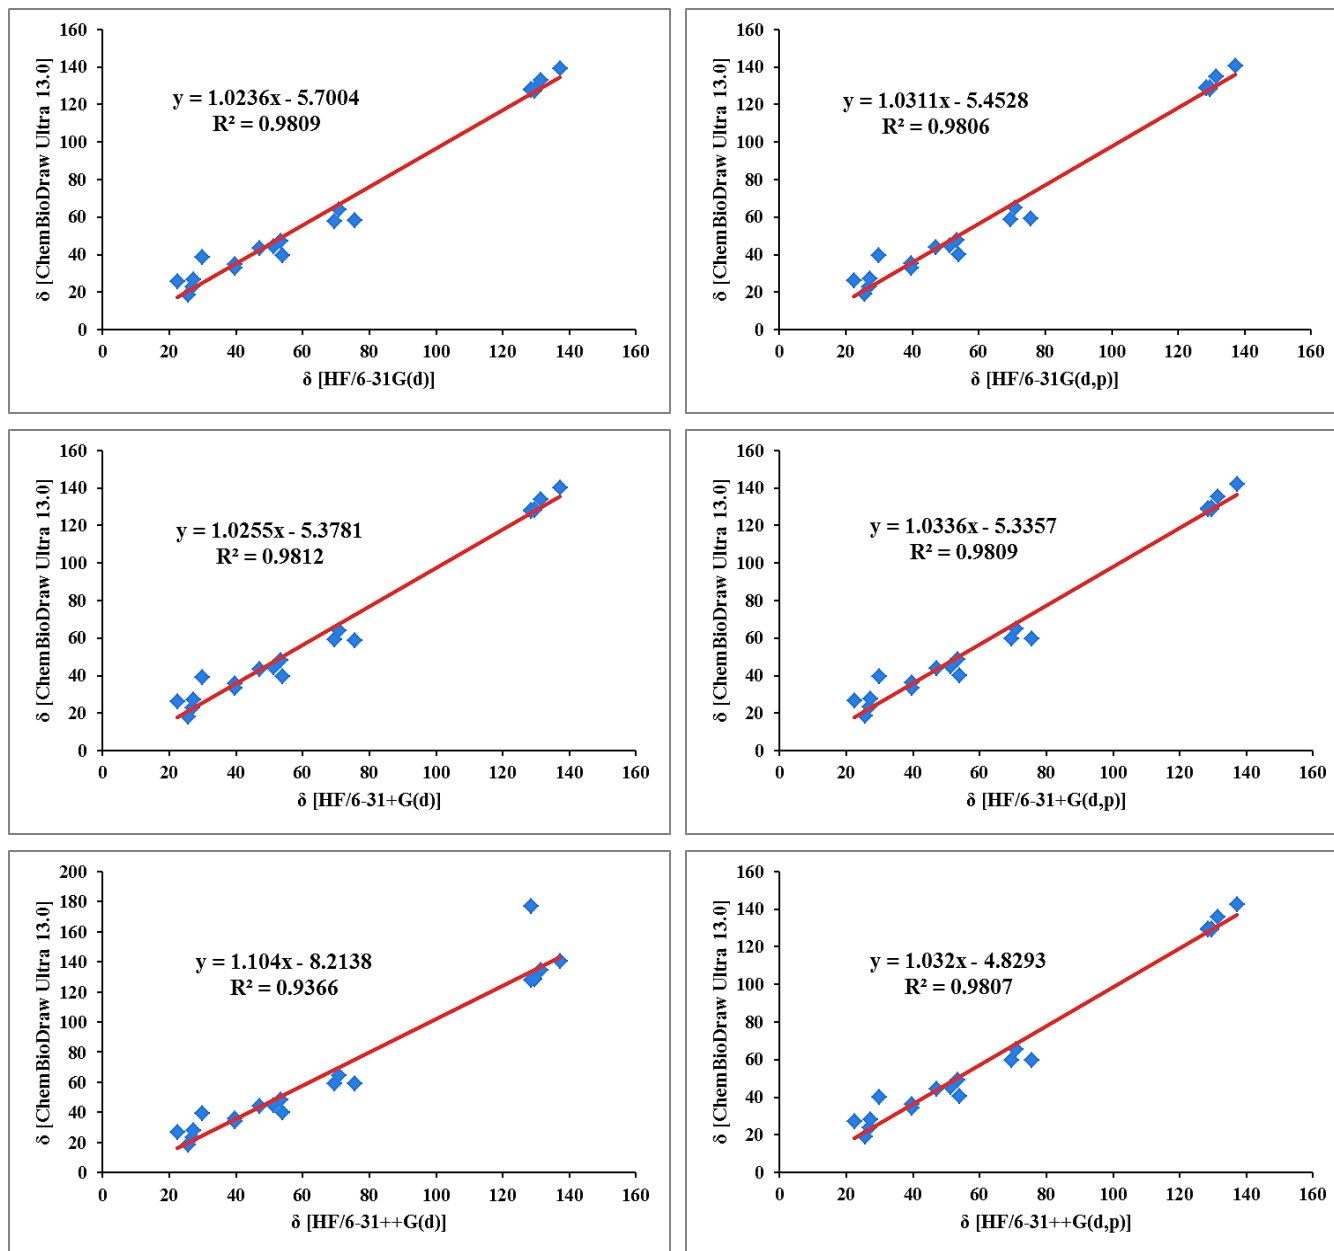 160
140
120
100
80
60
40
20
0
δ [ChemBioDraw Ultra 13.0]
y = 1.0236x - 5.7004
R² = 0.9809
0 20 40 60 80 100 120 140 160
δ [HF/6-31G(d)]
160
140
120
100
80
60
40
20
0
δ [ChemBioDraw Ultra 13.0]
y = 1.0311x - 5.4528
R² = 0.9806
0 20 40 60 80 100 120 140 160
δ [HF/6-31G(d,p)]
160
140
120
100
80
60
40
20
0
δ [ChemBioDraw Ultra 13.0]
y = 1.0255x - 5.3781
R² = 0.9812
0 20 40 60 80 100 120 140 160
δ [HF/6-31+G(d)]
160
140
120
100
80
60
40
20
0
δ [ChemBioDraw Ultra 13.0]
y = 1.0336x - 5.3357
R² = 0.9809
0 20 40 60 80 100 120 140 160
δ [HF/6-31+G(d,p)]
200
180
160
140
120
100
80
60
40
20
0
δ [ChemBioDraw Ultra 13.0]
y = 1.104x - 8.2138
R² = 0.9366
0 20 40 60 80 100 120 140 160
δ [HF/6-31++G(d)]
160
140
120
100
80
60
40
20
0
δ [ChemBioDraw Ultra 13.0]
y = 1.032x - 4.8293
R² = 0.9807
0 20 40 60 80 100 120 140 160
δ [HF/6-31++G(d,p)]